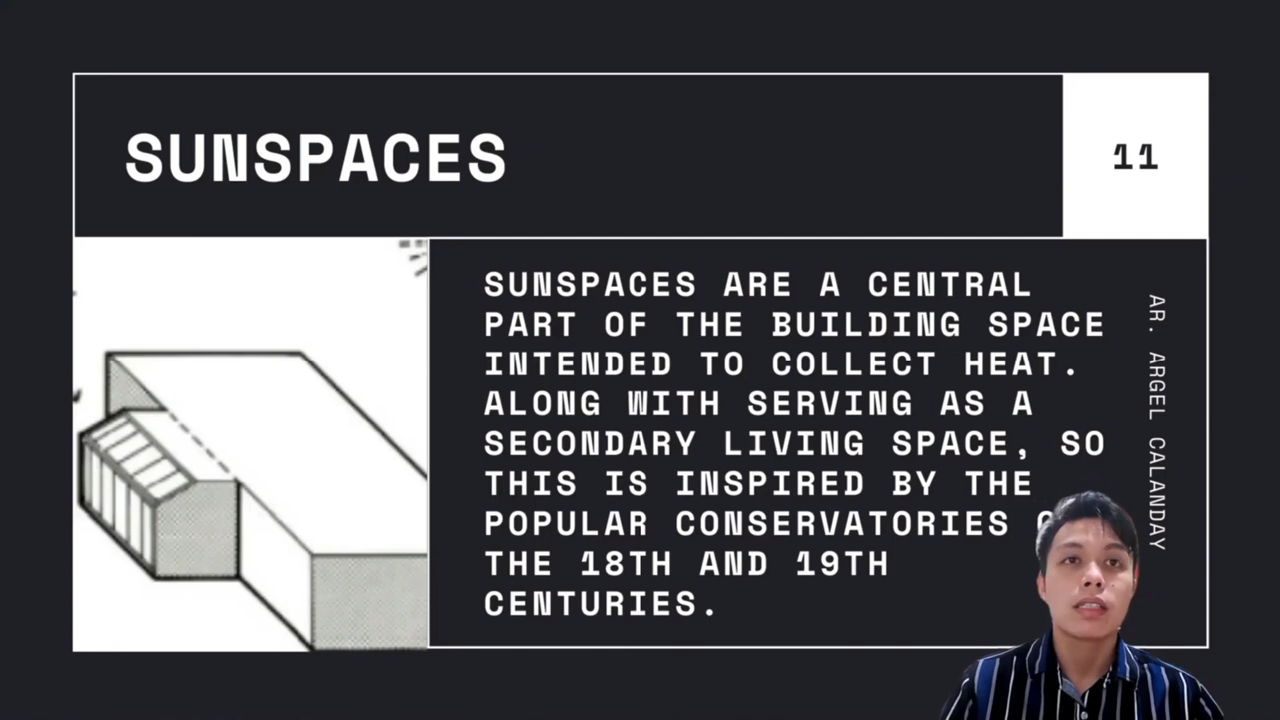 SUNSPACES
11
SUNSPACES ARE A CENTRAL
PART OF THE BUILDING SPACE
INTENDED TO COLLECT HEAT.
ALONG WITH SERVING AS A
SECONDARY LIVING SPACE, SO
THIS IS INSPIRED BY THE
POPULAR CONSERVATORIES
THE 18TH AND 19TH
CENTURIES.
AR. ARGEL CALANDAY